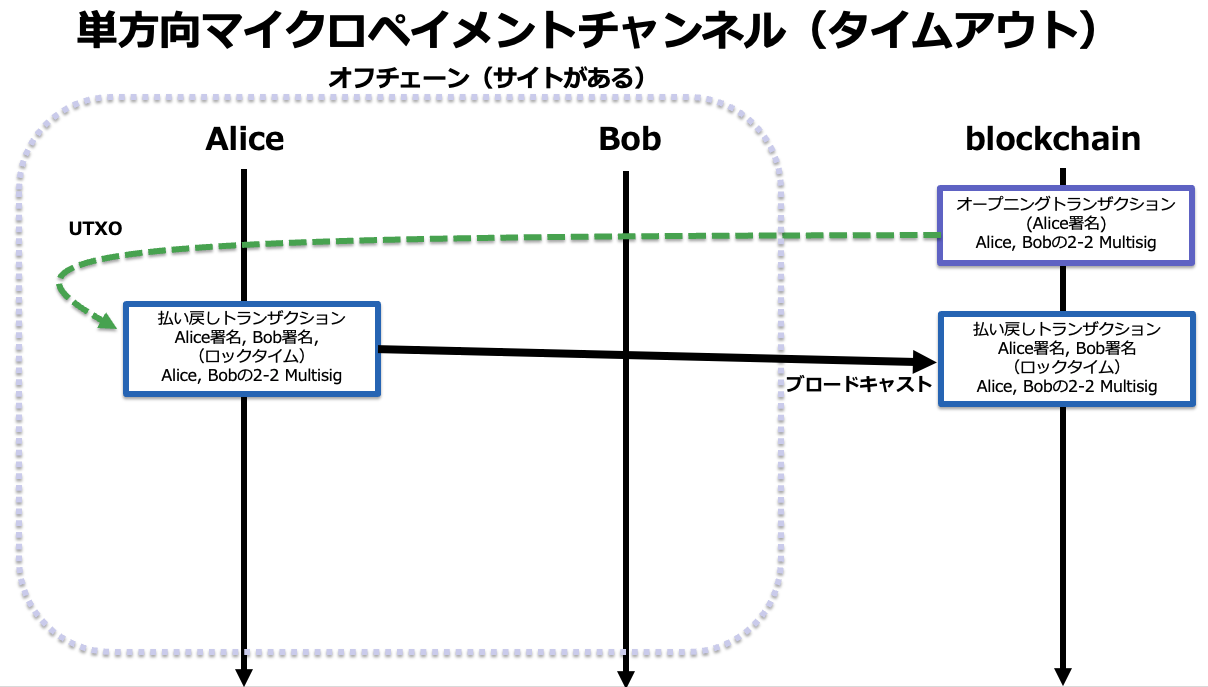 単方向マイクロペイメントチャンネル（タイムアウト）
オフチェーン（サイトがある）
Alice
Bob
blockchain
オープニングトランザクション
(Alice署名)
Alice, Bobの2-2 Multisig
UTXO
払い戻しトランザクション
Alice署名, Bob署名,
（ロックタイム）
Alice, Bobの2-2 Multisig
払い戻しトランザクション
Alice署名, Bob署名
（ロックタイム）
Alice, Bobの2-2 Multisig
ブロードキャスト